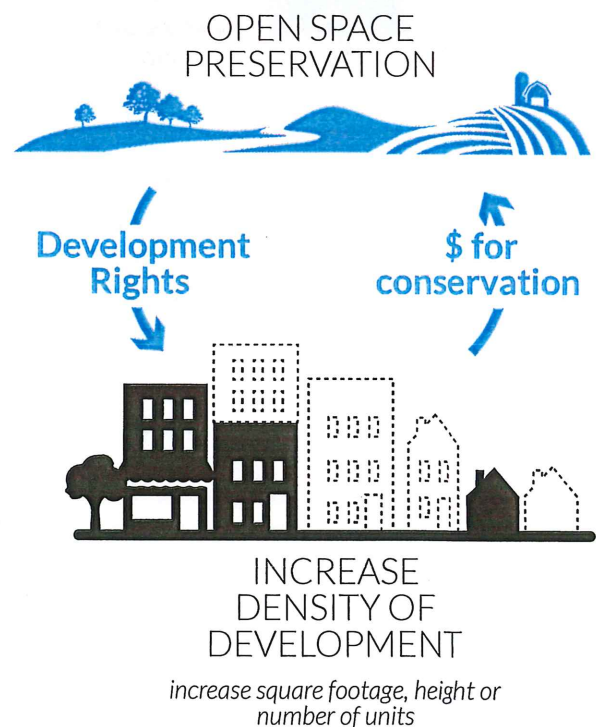 OPEN SPACE
PRESERVATION
Development
Rights
$ for
conservation
INCREASE
DENSITY OF
DEVELOPMENT
increase square footage, height or
number of units